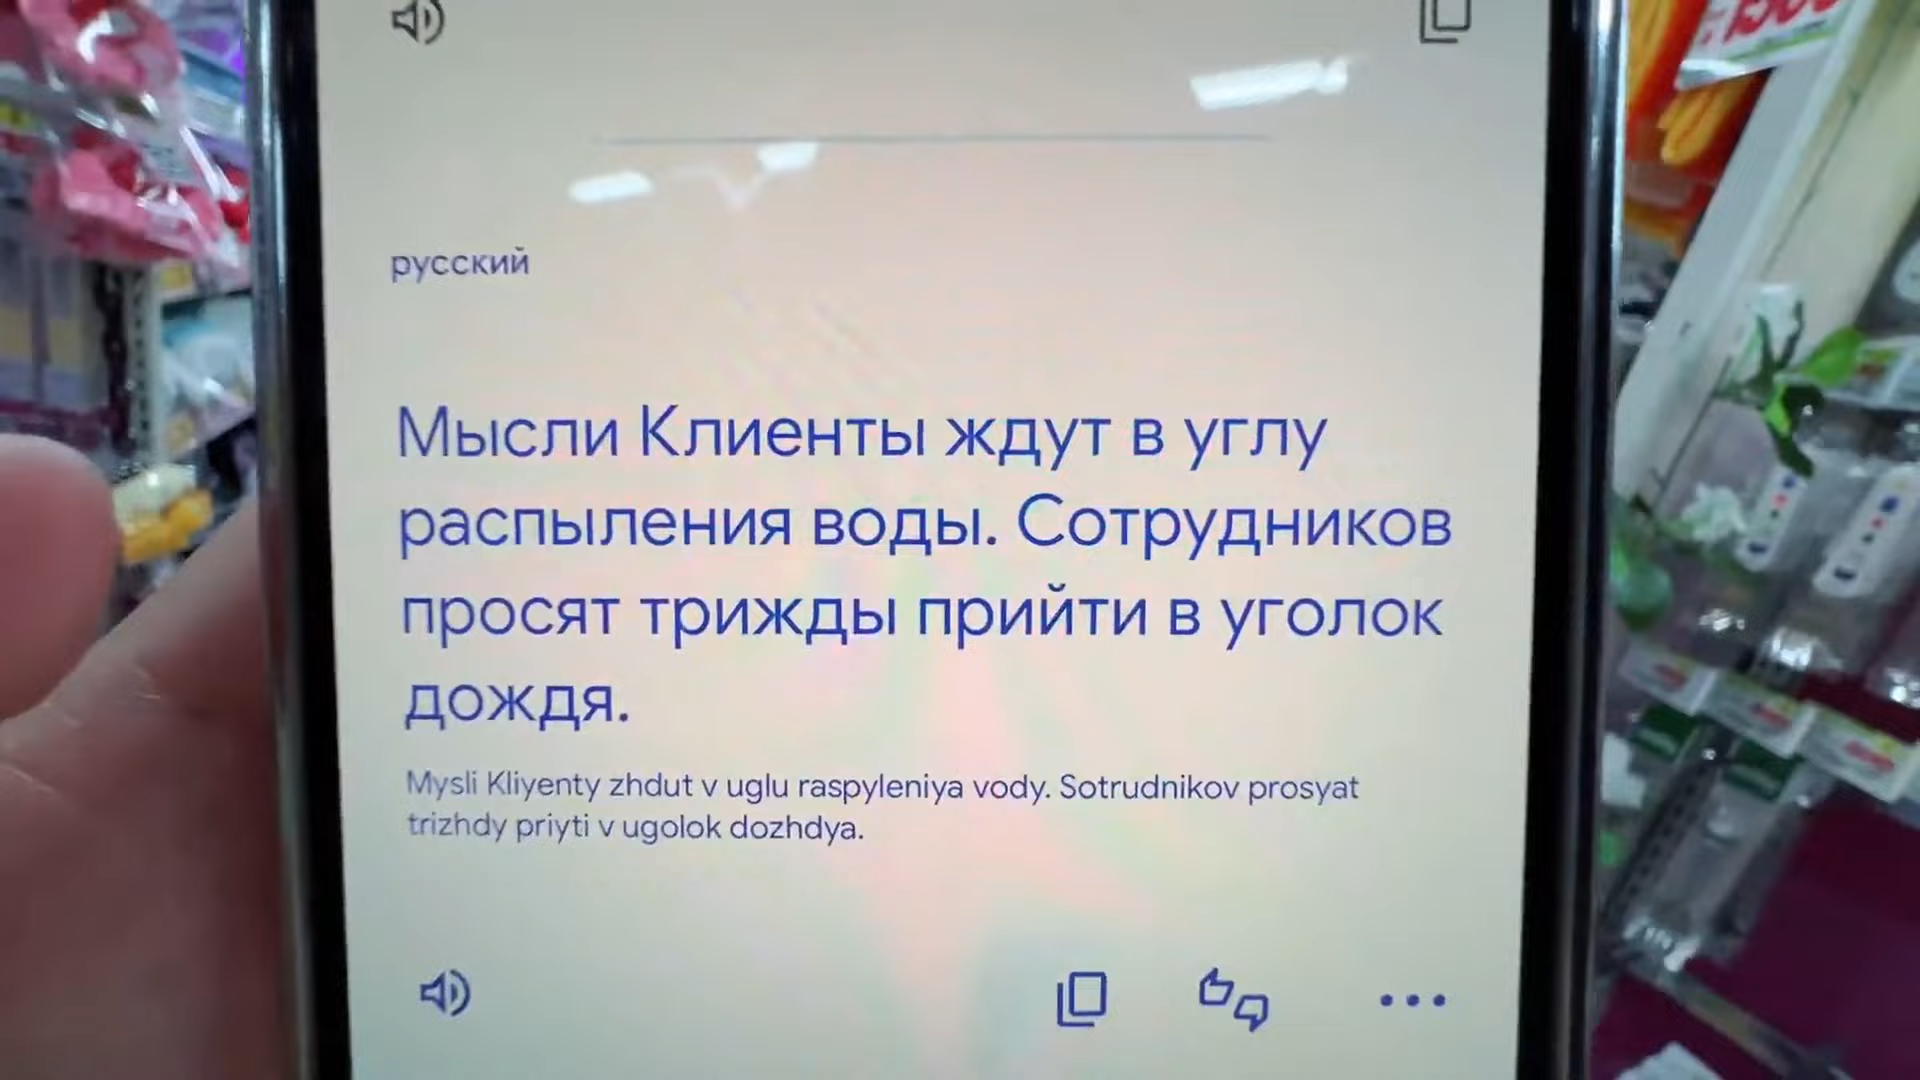 русский
Мысли Клиенты ждут в углу
распыления воды. Сотрудников
просят трижды прийти в уголок
дождя.
Mysli Kliyenty zhdut v uglu raspyleniya vody. Sotrudnikov prosyat
trizhdy priyti v ugolok dozhdya.